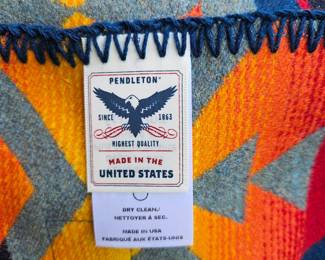 PENDLETON®
SINCE 1863
HIGHEST QUALITY
MADE IN THE
UNITED STATES
DRY CLEAN/
NETTOYER À SEC.
MADE IN USA
FABRIQUÉ AUX ÉTATS-UNIS